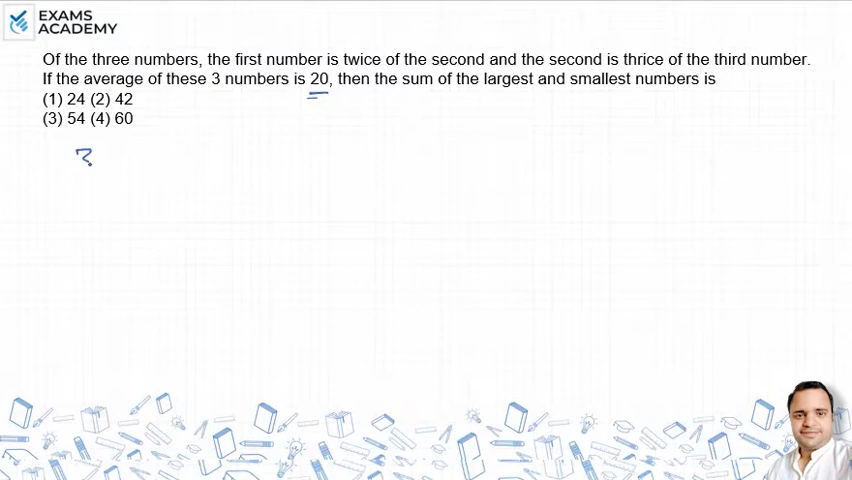 EXAMS
ACADEMY
Of the three numbers, the first number is twice of the second and the second is thrice of the third number.
If the average of these 3 numbers is 20, then the sum of the largest and smallest numbers is
(1) 24 (2) 42
(3) 54 (4) 60